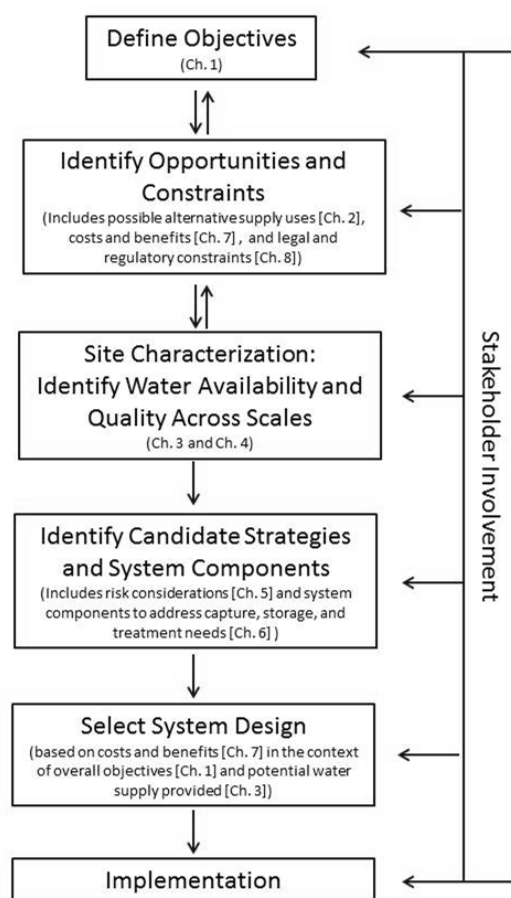 Define Objectives
(Ch. 1)
Identify Opportunities and
Constraints
(Includes possible alternative supply uses [Ch. 2],
costs and benefits [Ch. 7] , and legal and
regulatory constraints [Ch. 8])
Site Characterization:
Identify Water Availability and
Quality Across Scales
(Ch. 3 and Ch. 4)
Identify Candidate Strategies
and System Components
(Includes risk considerations [Ch. 5] and system
components to address capture, storage, and
treatment needs [Ch. 6] )
Select System Design
(based on costs and benefits [Ch. 7] in the context
of overall objectives [Ch. 1] and potential water
supply provided [Ch. 3])
Implementation
Stakeholder Involvement